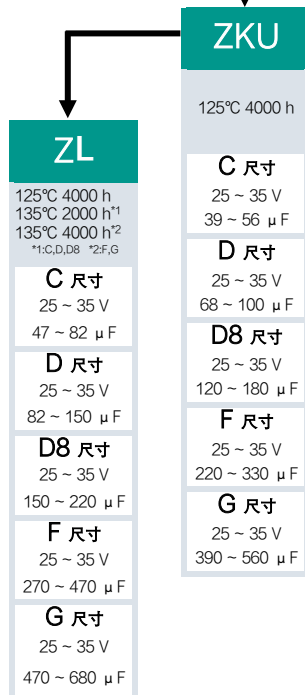 ZKU
125℃ 4000 h
C 尺寸
25 ~ 35 V
39 ~ 56 μF
D 尺寸
25 ~ 35 V
68 ~ 100 μF
D8 尺寸
25 ~ 35 V
120 ~ 180 μF
F 尺寸
25 ~ 35 V
220 ~ 330 μF
G 尺寸
25 ~ 35 V
390 ~ 560 μF
ZL
125℃ 4000 h
135℃ 2000 h*1
135℃ 4000 h*2
*1:C,D,D8 *2:F,G
C 尺寸
25 ~ 35 V
47 ~ 82 μF
D 尺寸
25 ~ 35 V
82 ~ 150 μF
D8 尺寸
25 ~ 35 V
150 ~ 220 μF
F 尺寸
25 ~ 35 V
270 ~ 470 μF
G 尺寸
25 ~ 35 V
470 ~ 680 μF